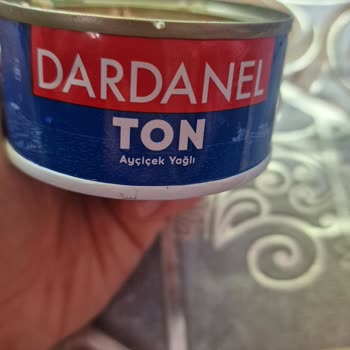 DARDANEL
TON
Ayçiçek Yağlı